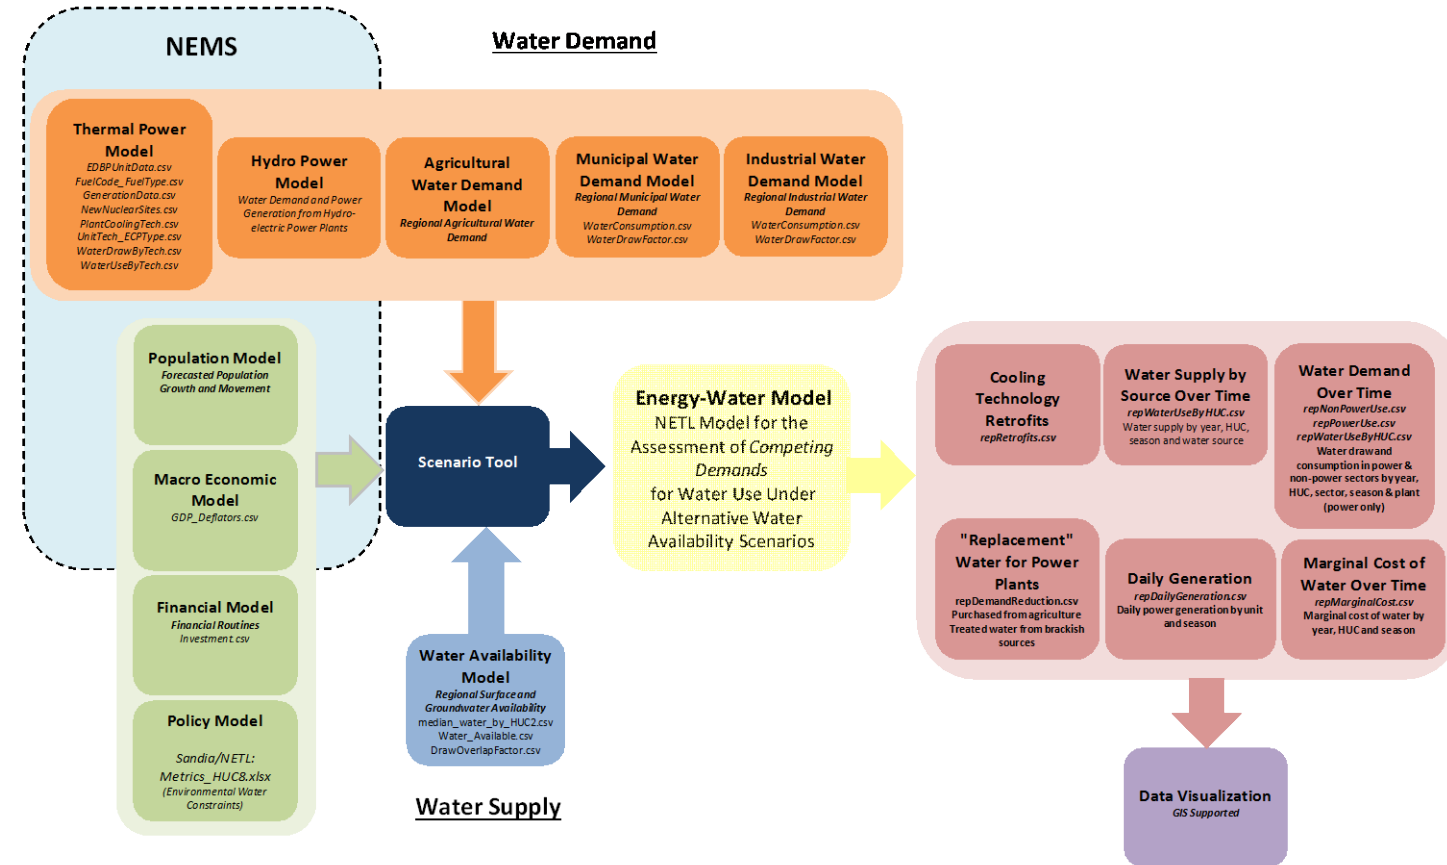 NEMS
Water Demand
Thermal Power
Model
EDBPUnitData.csv
FuelCode_FuelType.csv
GenerationData.csv
NewNuclearSites.csv
PlantCoolingTech.csv
UnitTech_ECPType.csv
WaterDrawByTech.csv
WaterUseByTech.csv
Hydro Power
Model
Water Demand and Power
Generation from Hydro-
electric Power Plants
Agricultural
Water Demand
Model
Regional Agricultural Water
Demand
Municipal Water
Demand Model
Regional Municipal Water
Demand
WaterConsumption.csv
WaterDrawFactor.csv
Industrial Water
Demand Model
Regional Industrial Water
Demand
WaterConsumption.csv
WaterDrawFactor.csv
Population Model
Forecasted Population
Growth and Movement
Macro Economic
Model
GDP_Deflators.csv
Financial Model
Financial Routines
Investment.csv
Policy Model
Sandia/NETL:
Metrics_HUC8.xlsx
(Environmental Water
Constraints)
Scenario Tool
Water Availability
Model
Regional Surface and
Groundwater Availability
median_water_by_HUC2.csv
Water_Available.csv
DrawOverlapFactor.csv
Water Supply
Energy-Water Model
NETL Model for the
Assessment of Competing
Demands
for Water Use Under
Alternative Water
Availability Scenarios
Cooling
Technology
Retrofits
repRetrofits.csv
Water Supply by
Source Over Time
repWaterUseByHUC.csv
Water supply by year, HUC,
season and water source
Water Demand
Over Time
repNonPowerUse.csv
repPowerUse.csv
repWaterUseByHUC.csv
Water draw and
consumption in power &
non-power sectors by year,
HUC, sector, season & plant
(power only)
"Replacement"
Water for Power
Plants
repDemandReduction.csv
Purchased from agriculture
Treated water from brackish
sources
Daily Generation
repDailyGeneration.csv
Daily power generation by unit
and season
Marginal Cost of
Water Over Time
repMarginalCost.csv
Marginal cost of water by
year, HUC and season
Data Visualization
GIS Supported